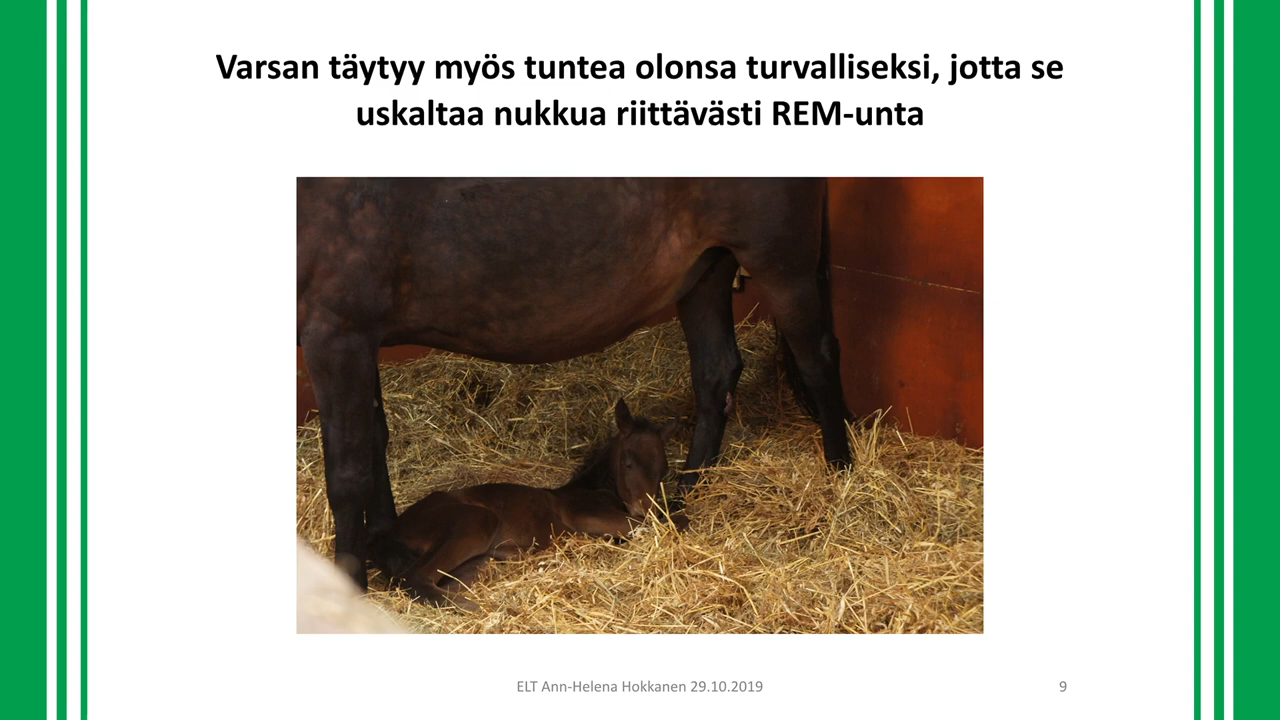 Varsan täytyy myös tuntea olonsa turvalliseksi, jotta se
uskaltaa nukkua riittävästi REM-unta
ELT Ann-Helena Hokkanen 29.10.2019
9